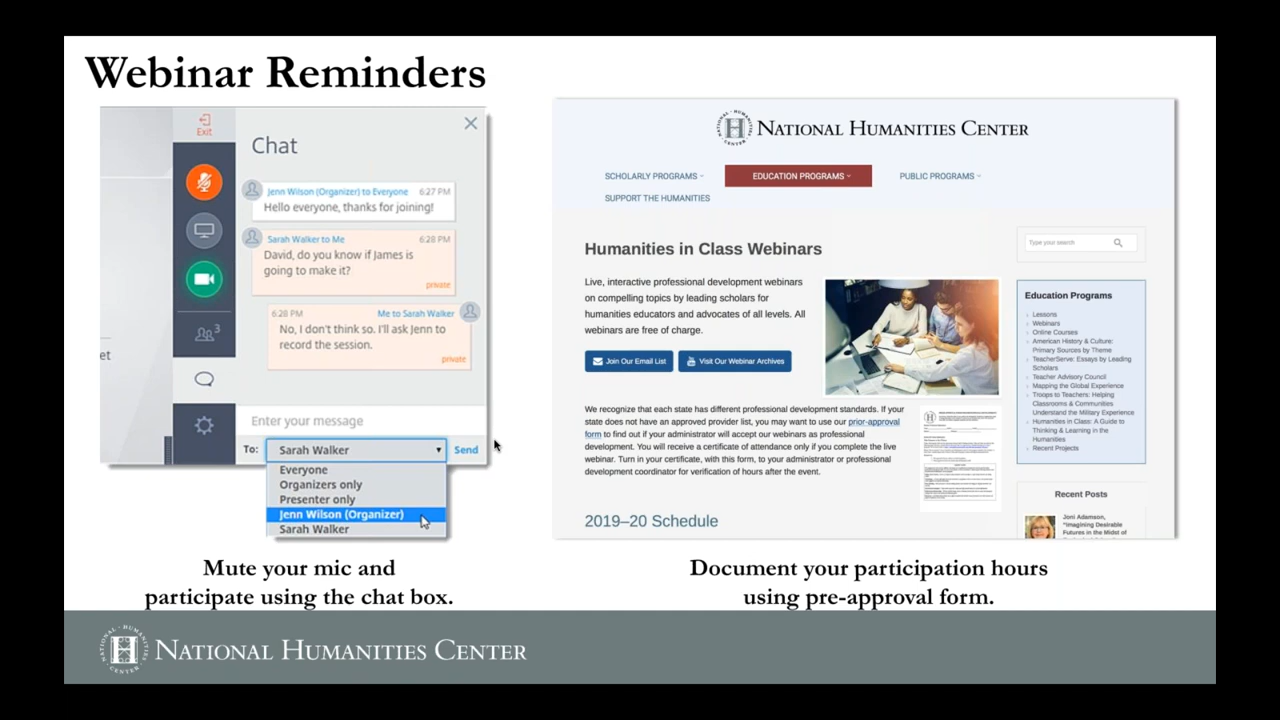 Webinar Reminders
Exit
Chat
Jenn Wilson (Organizer) to Everyone 6:27 PM
Hello everyone, thanks for joining!
Sarah Walker to Me 6:28 PM
David, do you know if James is
going to make it?
private
6:28 PM Me to Sarah Walker
No, I don't think so. I'll ask Jenn to
record the session.
private
3
et
Enter your message
To: Sarah Walker Send
Everyone
Organizers only
Presenter only
Jenn Wilson (Organizer)
Sarah Walker
Mute your mic and
participate using the chat box.
NATIONAL HUMANITIES CENTER
SCHOLARLY PROGRAMS
EDUCATION PROGRAMS
PUBLIC PROGRAMS
SUPPORT THE HUMANITIES
Humanities in Class Webinars
Live, interactive professional development webinars
on compelling topics by leading scholars for
humanities educators and advocates of all levels. All
webinars are free of charge.
Join Our Email List
Visit Our Webinar Archives
We recognize that each state has different professional development standards. If your
state does not have an approved provider list, you may want to use our prior-approval
form to find out if your administrator will accept our webinars as professional
development. You will receive a certificate of attendance only if you complete the live
webinar. Turn in your certificate, with this form, to your administrator or professional
development coordinator for verification of hours after the event.
2019–20 Schedule
Type your search
Education Programs
Lessons
Webinars
Online Courses
American History & Culture:
Primary Sources by Theme
TeacherServe: Essays by Leading
Scholars
Teacher Advisory Council
Mapping the Global Experience
Troops to Teachers: Helping
Classrooms & Communities
Understand the Military Experience
Humanities in Class: A Guide to
Thinking & Learning in the
Humanities
Recent Projects
Recent Posts
Joni Adamson,
"Imagining Desirable
Futures in the Midst of
Document your participation hours
using pre-approval form.
NATIONAL HUMANITIES CENTER